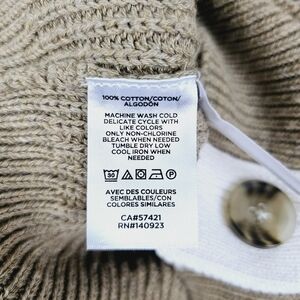 100% COTTON/COTON/
ALGODÓN
MACHINE WASH COLD
DELICATE CYCLE WITH
LIKE COLORS
ONLY NON-CHLORINE
BLEACH WHEN NEEDED
TUMBLE DRY LOW
COOL IRON WHEN
NEEDED
30
AVEC DES COULEURS
SEMBLABLES/CON
COLORES SIMILARES
CA#57421
RN#140923